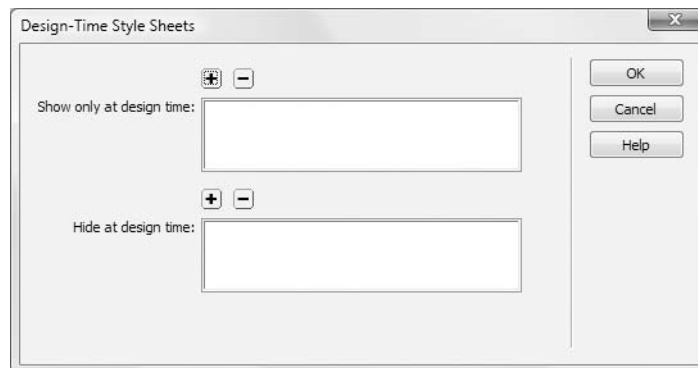 Design-Time Style Sheets
Show only at design time:
Hide at design time:
OK
Cancel
Help